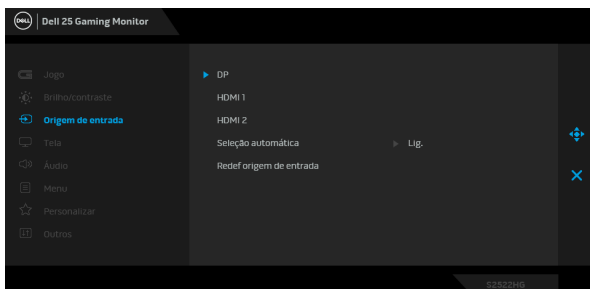 DELL
Dell 25 Gaming Monitor
Jogo
Brilho/contraste
Origem de entrada
Tela
Áudio
Menu
Personalizar
Outros
DP
HDMI 1
HDMI 2
Seleção automática Lig.
Redef origem de entrada
S2522HG